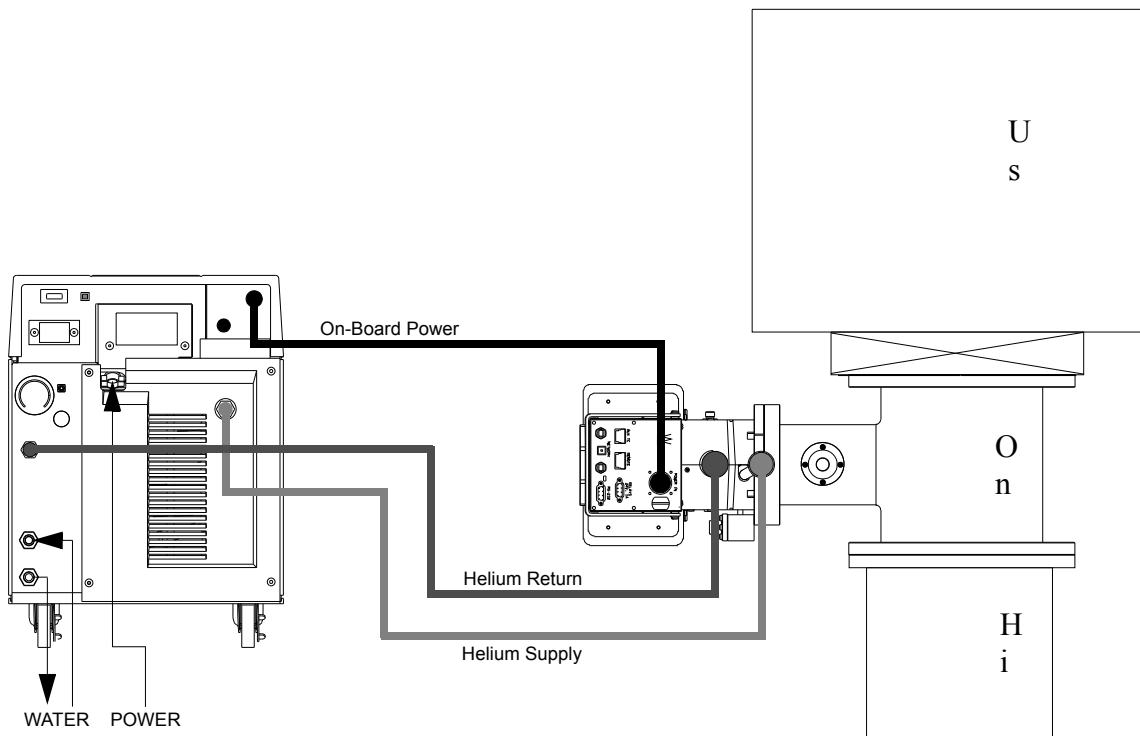 U
s
On-Board Power
O
n
Helium Return
Helium Supply
H
i
WATER
POWER